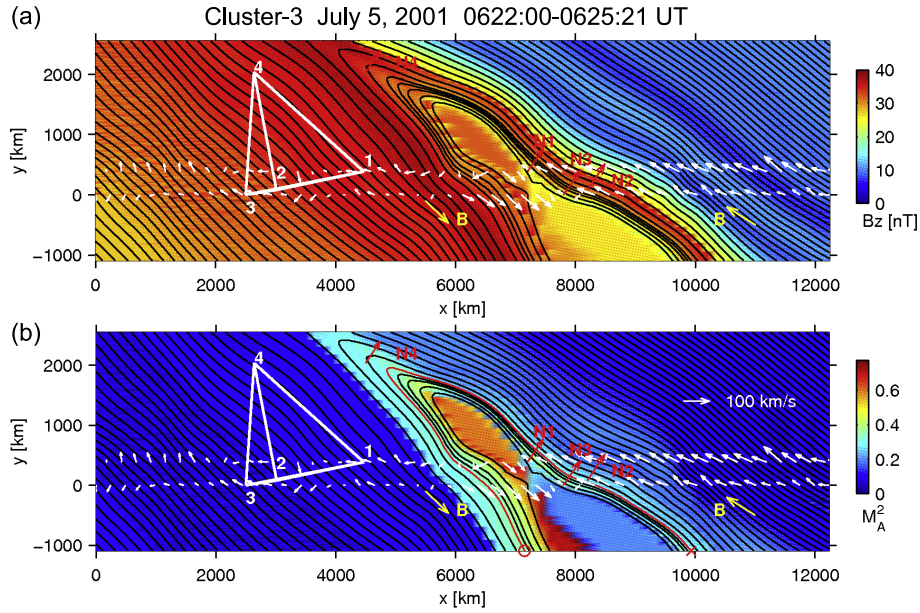 Cluster-3 July 5, 2001 0622:00-0625:21 UT
(a)
y [km]
2000
1000
0
−1000
4
1
2
3
N4
N1
N3
N2
B
B
0 2000 4000 6000 8000 10000 12000
x [km]
40
30
20
10
0
Bz [nT]
(b)
y [km]
2000
1000
0
−1000
4
1
2
3
N4
N1
N3
N2
B
B
100 km/s
0 2000 4000 6000 8000 10000 12000
x [km]
0.6
0.4
0.2
0
M_A^2